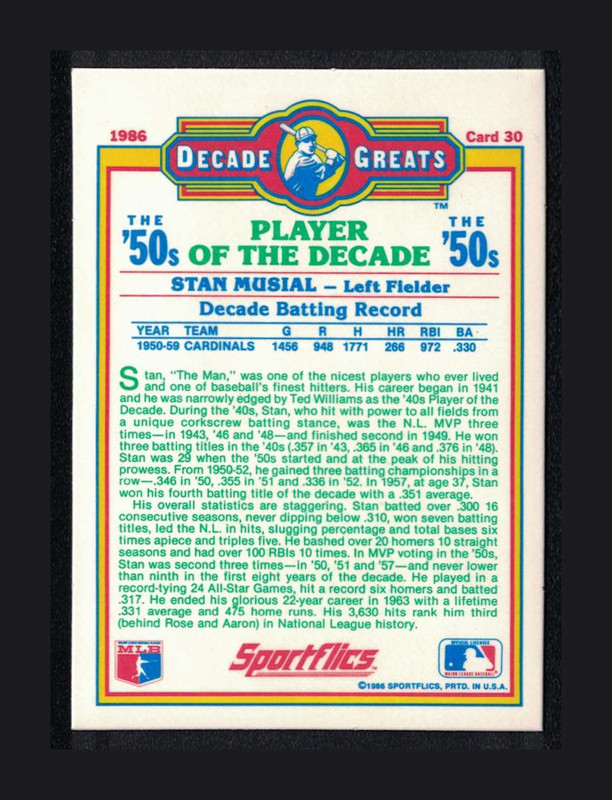 1986
Card 30
DECADE GREATS
TM
THE '50s
PLAYER
OF THE DECADE
THE '50s
STAN MUSIAL — Left Fielder
Decade Batting Record
YEAR TEAM G R H HR RBI BA
1950-59 CARDINALS 1456 948 1771 266 972 .330
Stan, "The Man," was one of the nicest players who ever lived
and one of baseball's finest hitters. His career began in 1941
and he was narrowly edged by Ted Williams as the '40s Player of the
Decade. During the '40s, Stan, who hit with power to all fields from
a unique corkscrew batting stance, was the N.L. MVP three
times—in 1943, '46 and '48—and finished second in 1949. He won
three batting titles in the '40s (.357 in '43, .365 in '46 and .376 in '48).
Stan was 29 when the '50s started and at the peak of his hitting
prowess. From 1950-52, he gained three batting championships in a
row—.346 in '50, .355 in '51 and .336 in '52. In 1957, at age 37, Stan
won his fourth batting title of the decade with a .351 average.
His overall statistics are staggering. Stan batted over .300 16
consecutive seasons, never dipping below .310, won seven batting
titles, led the N.L. in hits, slugging percentage and total bases six
times apiece and triples five. He bashed over 20 homers 10 straight
seasons and had over 100 RBIs 10 times. In MVP voting in the '50s,
Stan was second three times—in '50, '51 and '57—and never lower
than ninth in the first eight years of the decade. He played in a
record-tying 24 All-Star Games, hit a record six homers and batted
.317. He ended his glorious 22-year career in 1963 with a lifetime
.331 average and 475 home runs. His 3,630 hits rank him third
(behind Rose and Aaron) in National League history.
MAJOR LEAGUE BASEBALL PLAYERS
MLB
Sportflics
OFFICIAL LICENSEE
MAJOR LEAGUE BASEBALL
©1986 SPORTFLICS, PRTD. IN U.S.A.